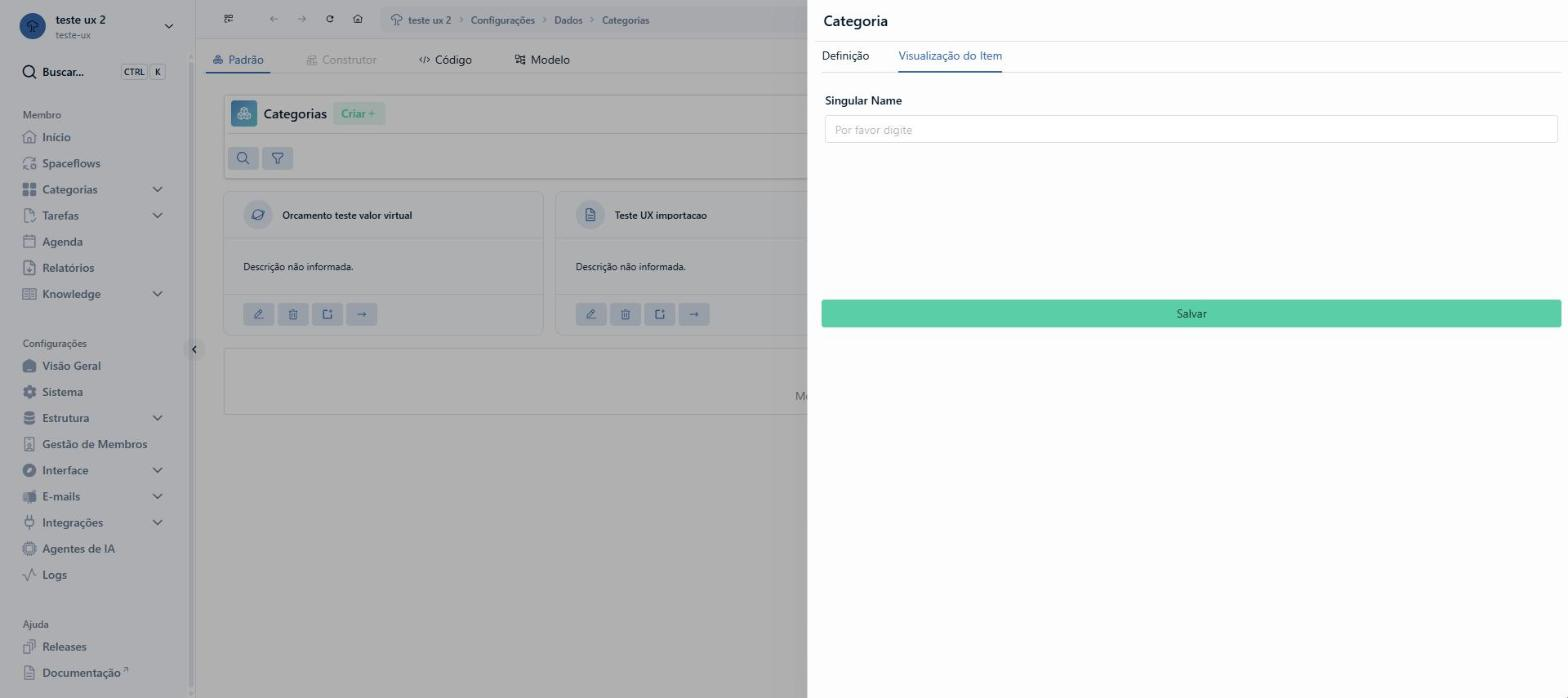 teste ux 2
teste-ux
Buscar... CTRL K
Membro
Início
Spaceflows
Categorias
Tarefas
Agenda
Relatórios
Knowledge
Configurações
Visão Geral
Sistema
Estrutura
Gestão de Membros
Interface
E-mails
Integrações
Agentes de IA
Logs
Ajuda
Releases
Documentação
teste ux 2 > Configurações > Dados > Categorias
Padrão Construtor </> Código Modelo
Categorias Criar +
Orcamento teste valor virtual
Descrição não informada.
Teste UX importacao
Descrição não informada.
Categoria
Definição Visualização do Item
Singular Name
Por favor digite
Salvar